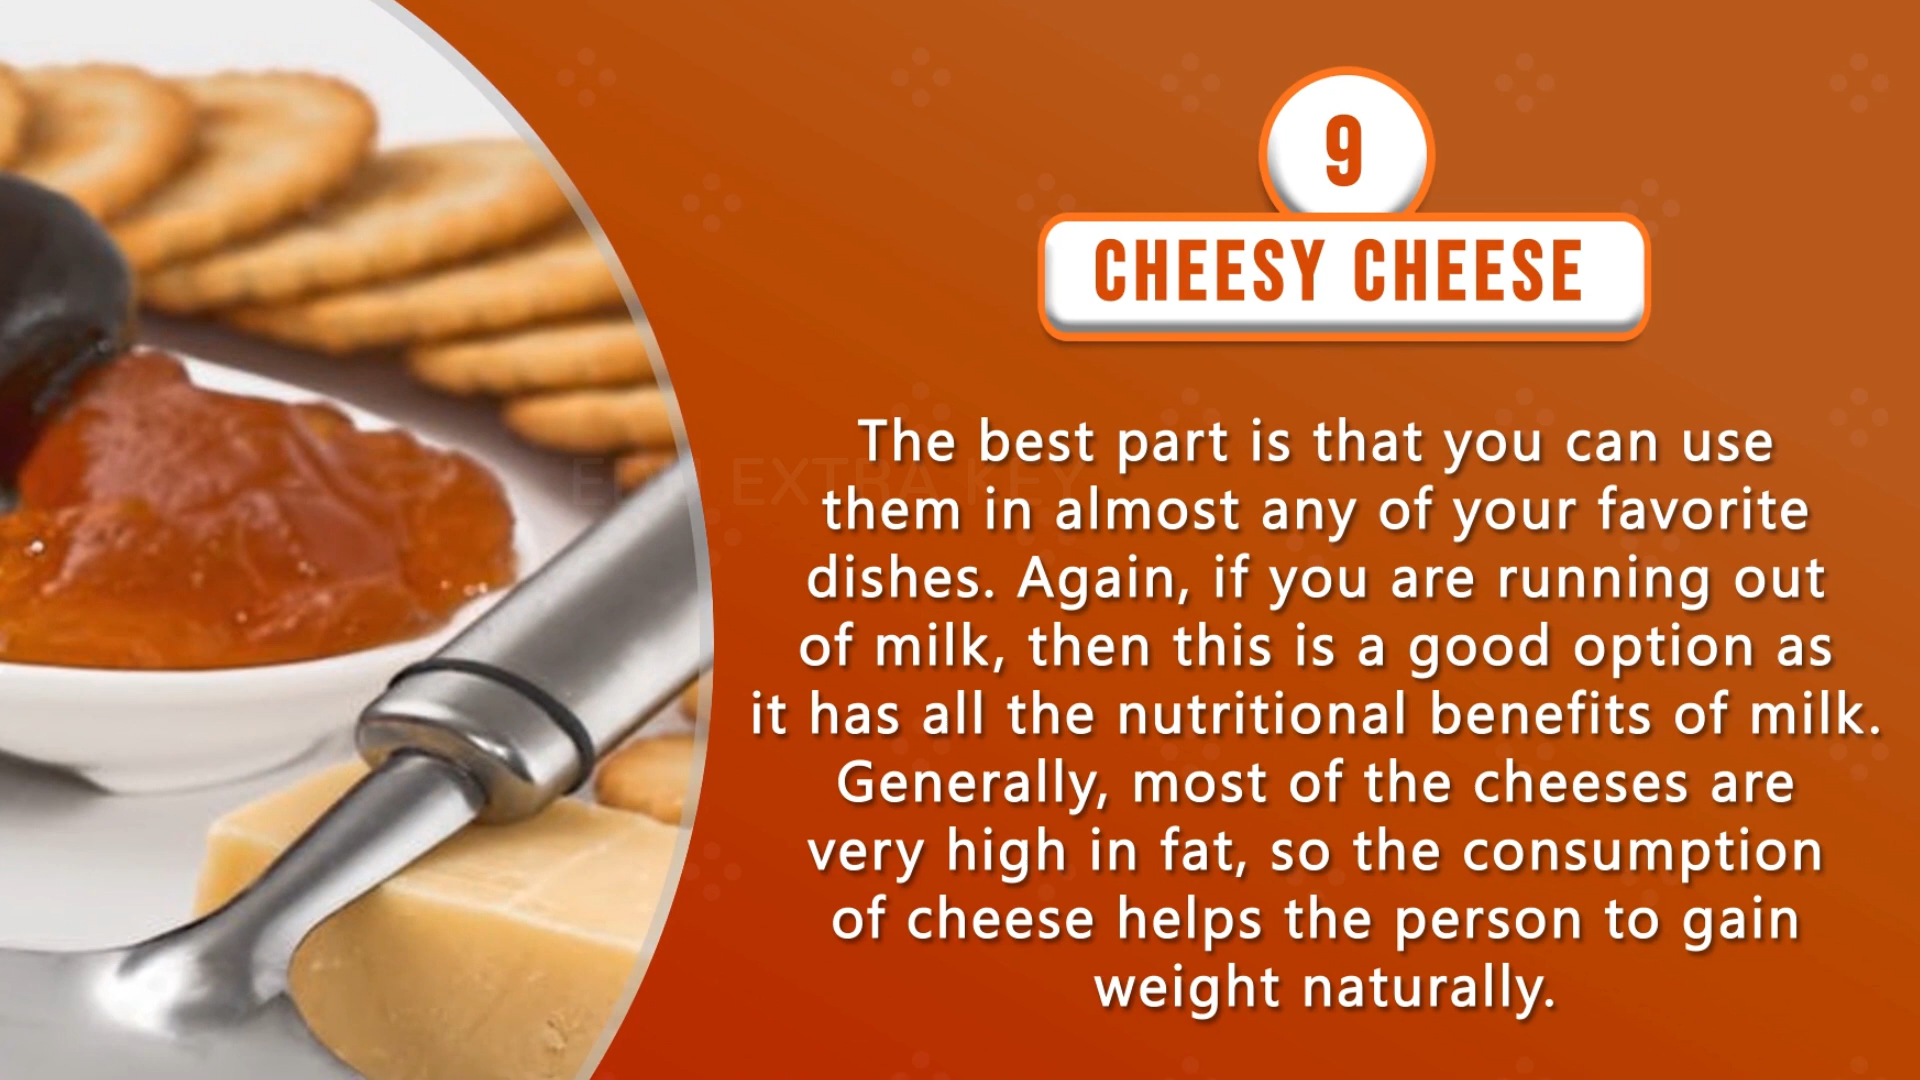 9
CHEESY CHEESE
The best part is that you can use
them in almost any of your favorite
dishes. Again, if you are running out
of milk, then this is a good option as
it has all the nutritional benefits of milk.
Generally, most of the cheeses are
very high in fat, so the consumption
of cheese helps the person to gain
weight naturally.
EXTRA KEY